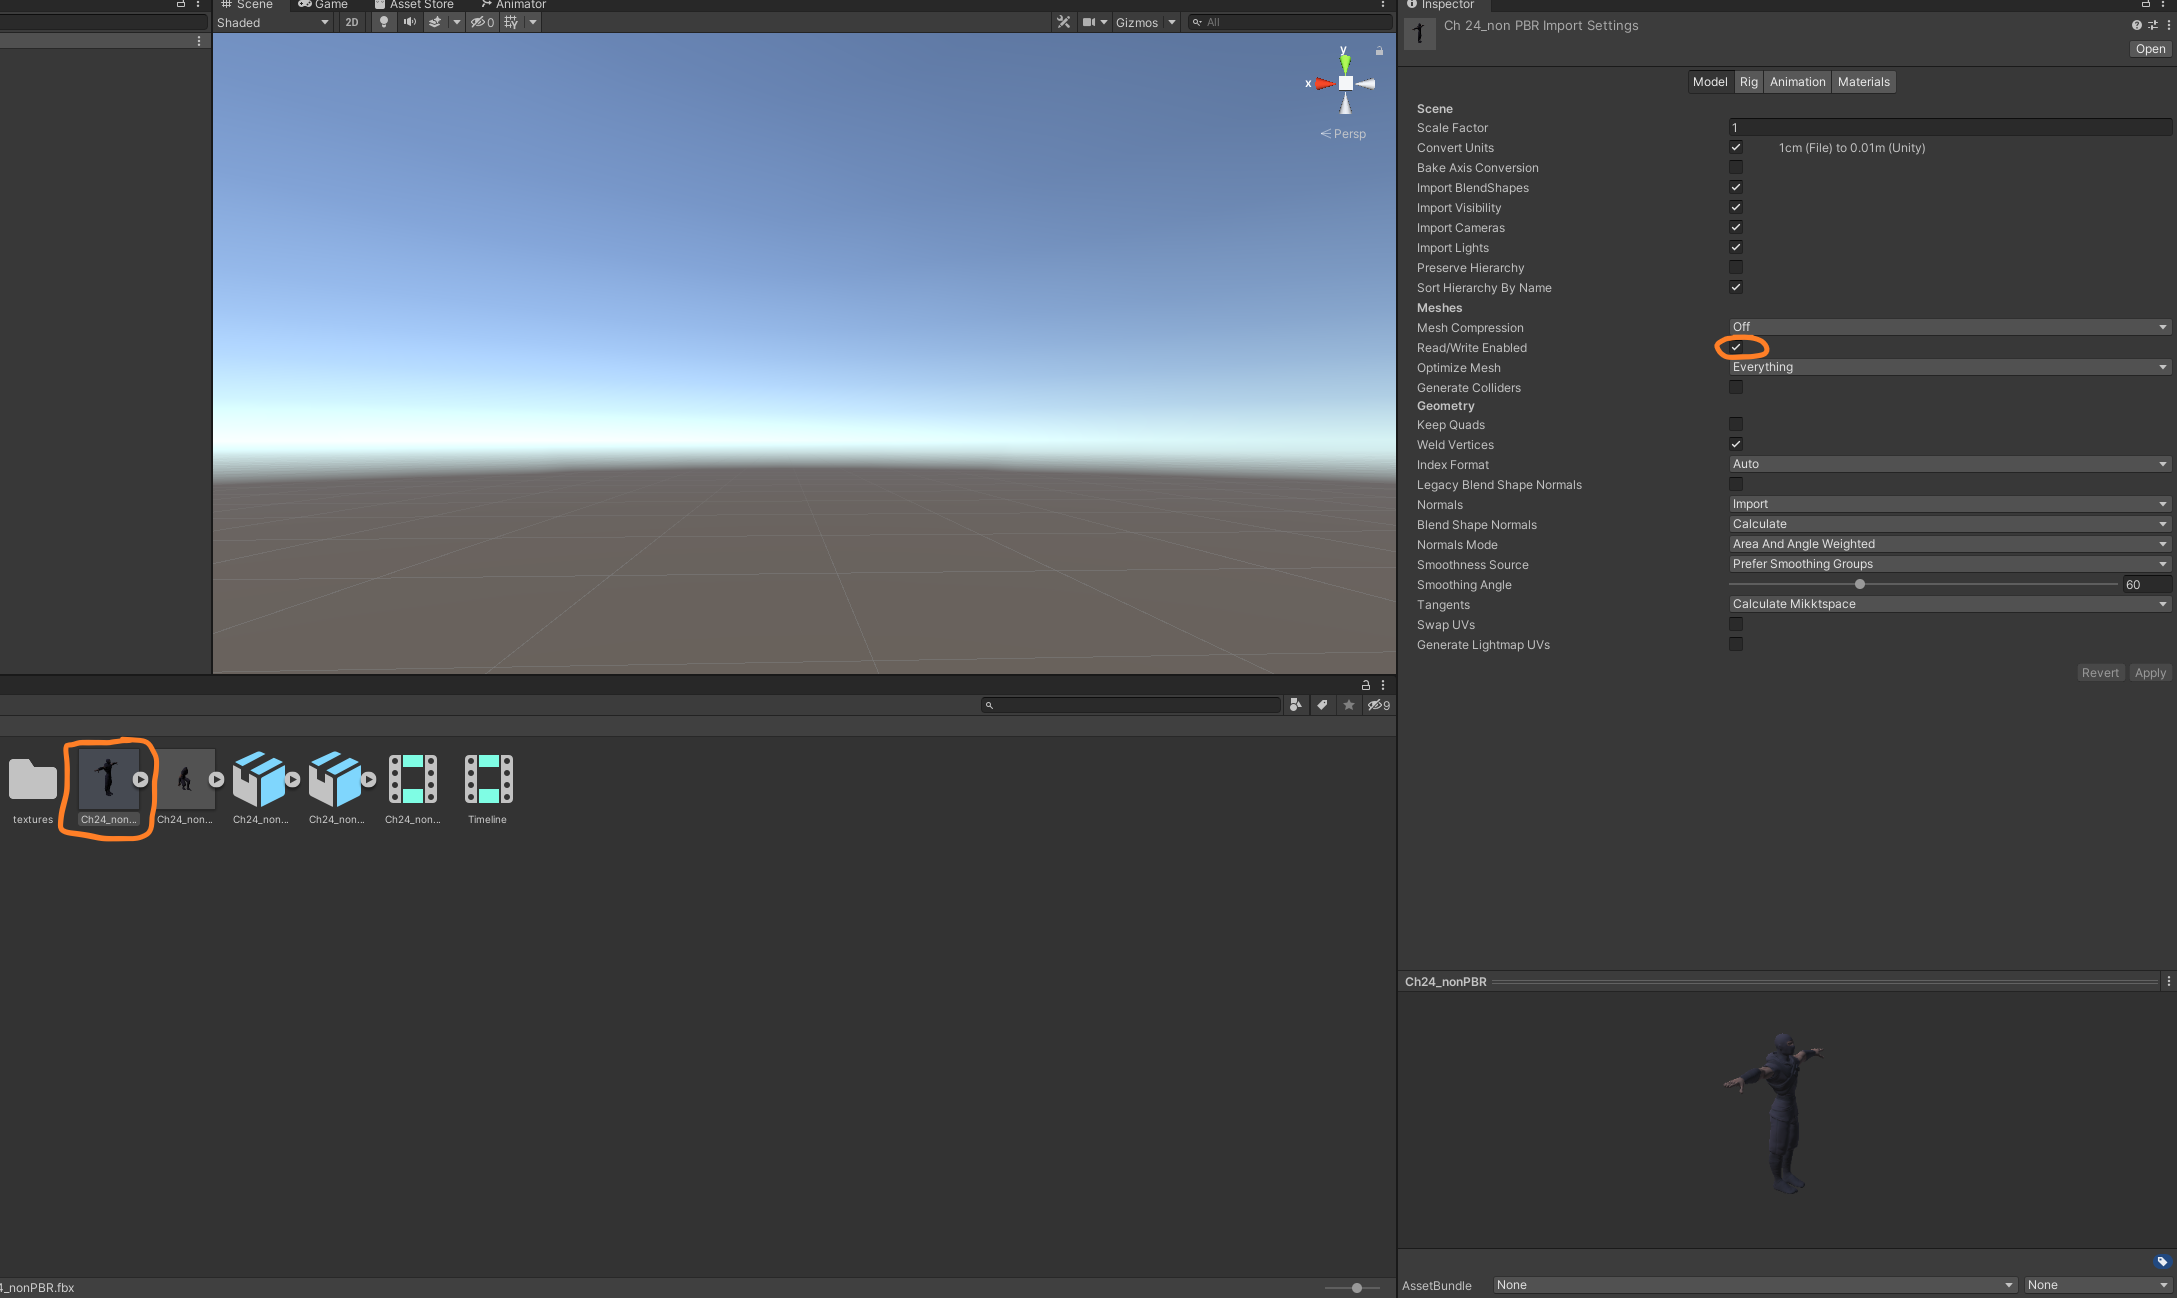 Scene Game Asset Store Animator
Shaded 2D 0 Gizmos All
y
x
Persp
Inspector
Ch 24_non PBR Import Settings
Open
Model Rig Animation Materials
Scene
Scale Factor 1
Convert Units 1cm (File) to 0.01m (Unity)
Bake Axis Conversion
Import BlendShapes
Import Visibility
Import Cameras
Import Lights
Preserve Hierarchy
Sort Hierarchy By Name
Meshes
Mesh Compression Off
Read/Write Enabled
Optimize Mesh Everything
Generate Colliders
Geometry
Keep Quads
Weld Vertices
Index Format Auto
Legacy Blend Shape Normals
Normals Import
Blend Shape Normals Calculate
Normals Mode Area And Angle Weighted
Smoothness Source Prefer Smoothing Groups
Smoothing Angle 60
Tangents Calculate Mikktspace
Swap UVs
Generate Lightmap UVs
Revert Apply
9
textures Ch24_non... Ch24_non... Ch24_non... Ch24_non... Ch24_non... Timeline
Ch24_nonPBR
4_nonPBR.fbx
AssetBundle None None